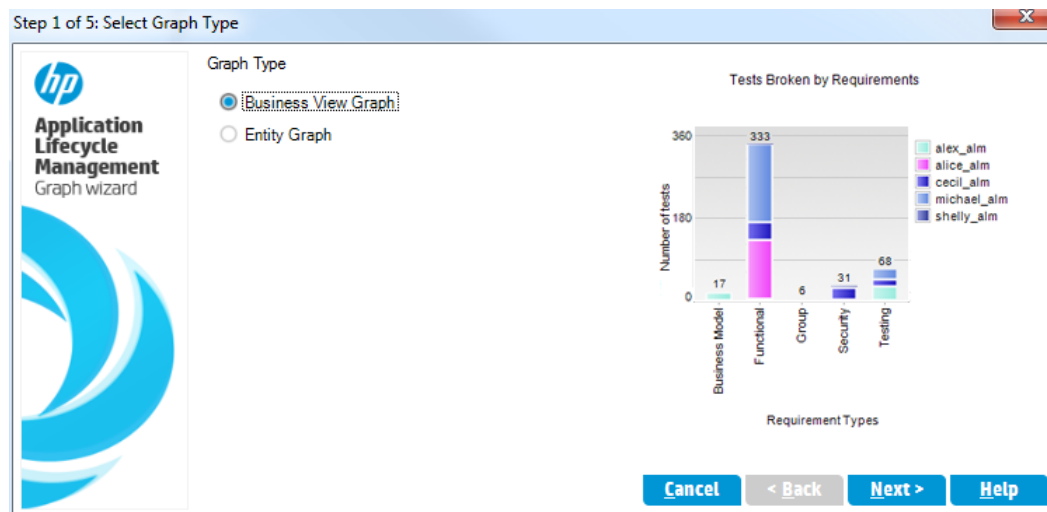 Step 1 of 5: Select Graph Type
X
hp
Application
Lifecycle
Management
Graph wizard
Graph Type
Business View Graph
Entity Graph
Tests Broken by Requirements
Number of tests
360
180
0
17
333
6
31
68
Business Model
Functional
Group
Security
Testing
Requirement Types
alex_alm
alice_alm
cecil_alm
michael_alm
shelly_alm
Cancel
< Back
Next >
Help